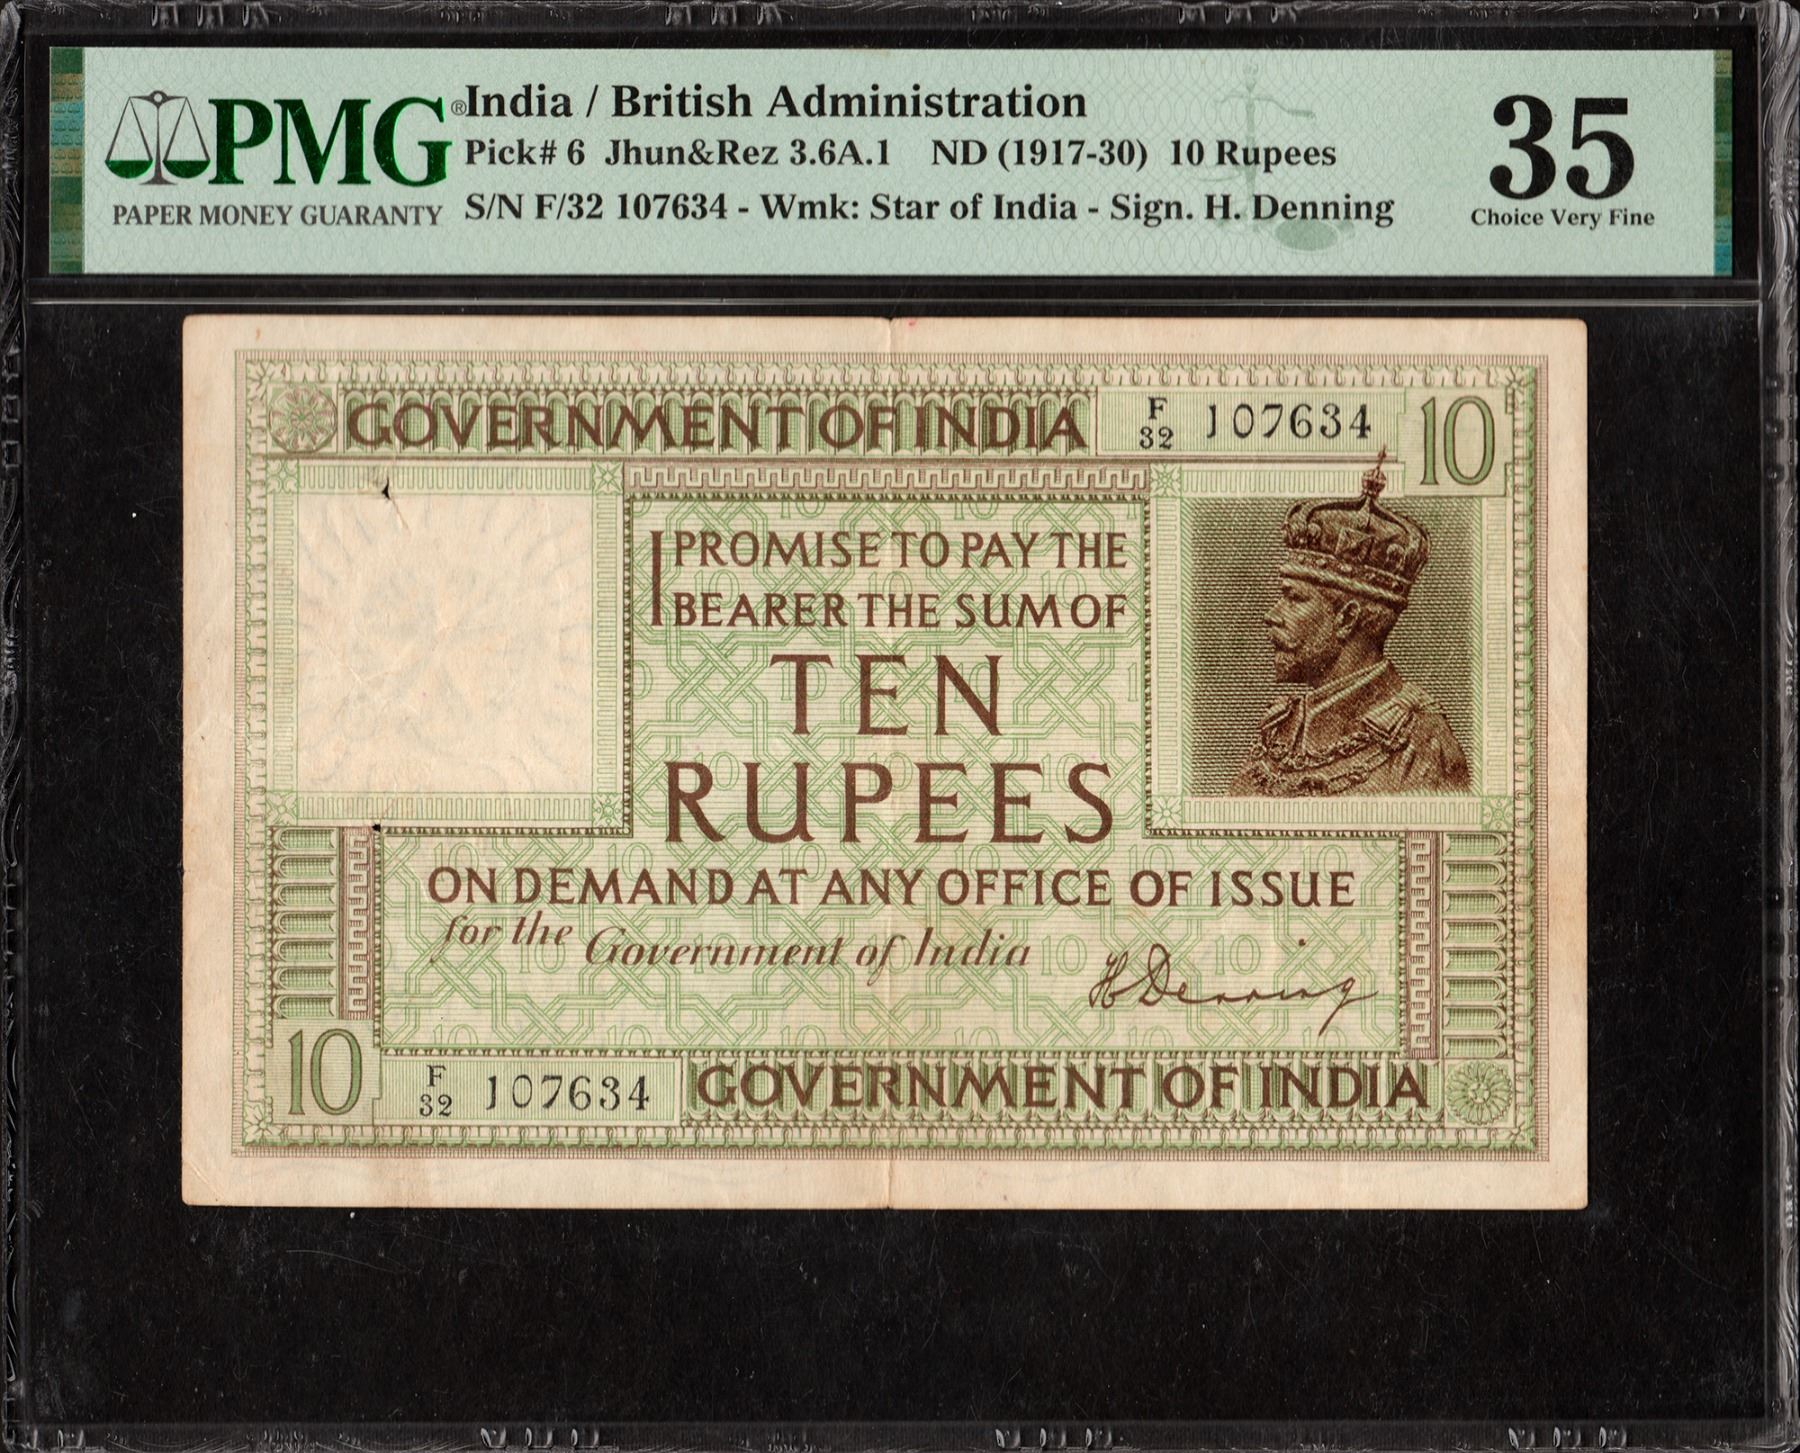 PMG®
PAPER MONEY GUARANTY
India / British Administration
Pick# 6 Jhun&Rez 3.6A.1 ND (1917-30) 10 Rupees
S/N F/32 107634 - Wmk: Star of India - Sign. H. Denning
35
Choice Very Fine
GOVERNMENT OF INDIA
F
32 107634
10
I PROMISE TO PAY THE
BEARER THE SUM OF
TEN
RUPEES
ON DEMAND AT ANY OFFICE OF ISSUE
for the Government of India
H Denning
10
F
32 107634
GOVERNMENT OF INDIA